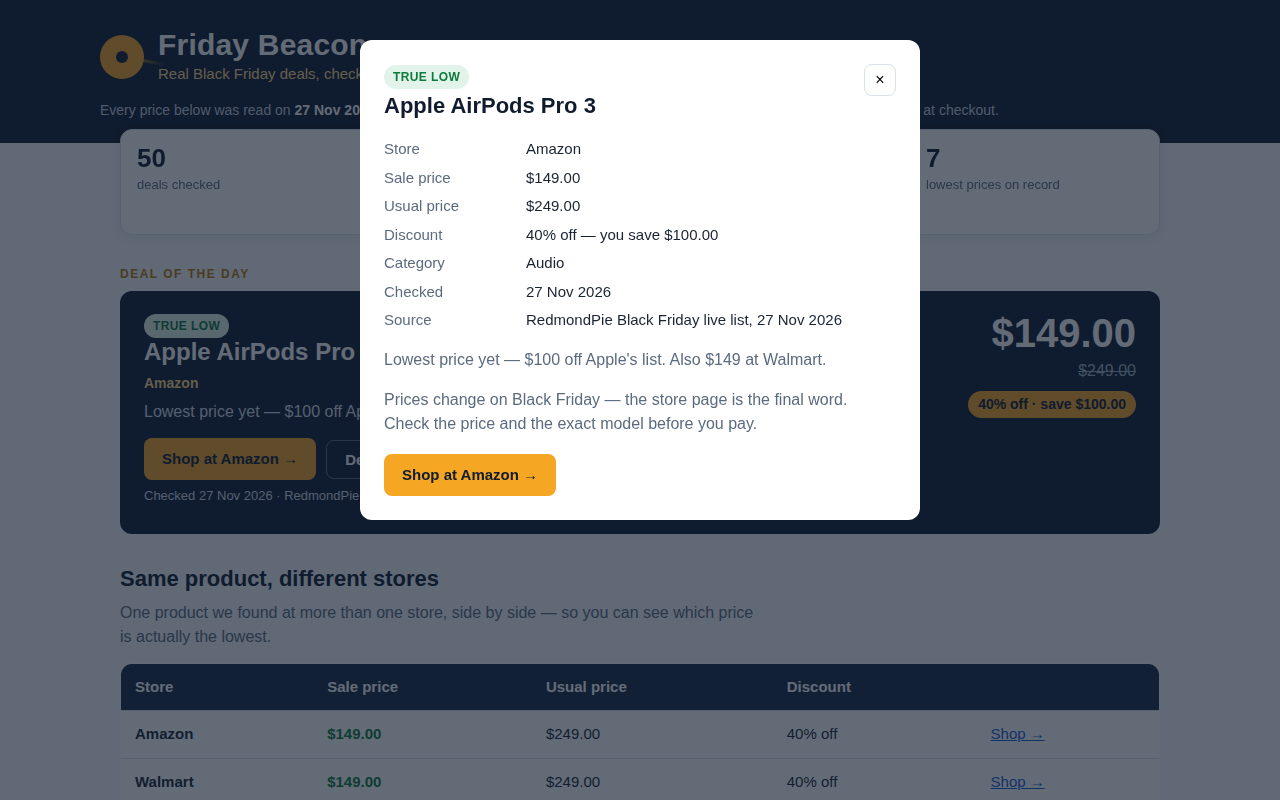 Friday Beacon
Real Black Friday deals, check
Every price below was read on 27 Nov 20
at checkout.
50
deals checked
7
lowest prices on record
DEAL OF THE DAY
TRUE LOW
Apple AirPods Pro
Amazon
Lowest price yet — $100 off Ap
Shop at Amazon →
De
Checked 27 Nov 2026 · RedmondPie
$149.00
$249.00
40% off · save $100.00
TRUE LOW
×
Apple AirPods Pro 3
Store Amazon
Sale price $149.00
Usual price $249.00
Discount 40% off — you save $100.00
Category Audio
Checked 27 Nov 2026
Source RedmondPie Black Friday live list, 27 Nov 2026
Lowest price yet — $100 off Apple's list. Also $149 at Walmart.
Prices change on Black Friday — the store page is the final word.
Check the price and the exact model before you pay.
Shop at Amazon →
Same product, different stores
One product we found at more than one store, side by side — so you can see which price
is actually the lowest.
Store Sale price Usual price Discount
Amazon $149.00 $249.00 40% off Shop →
Walmart $149.00 $249.00 40% off Shop →